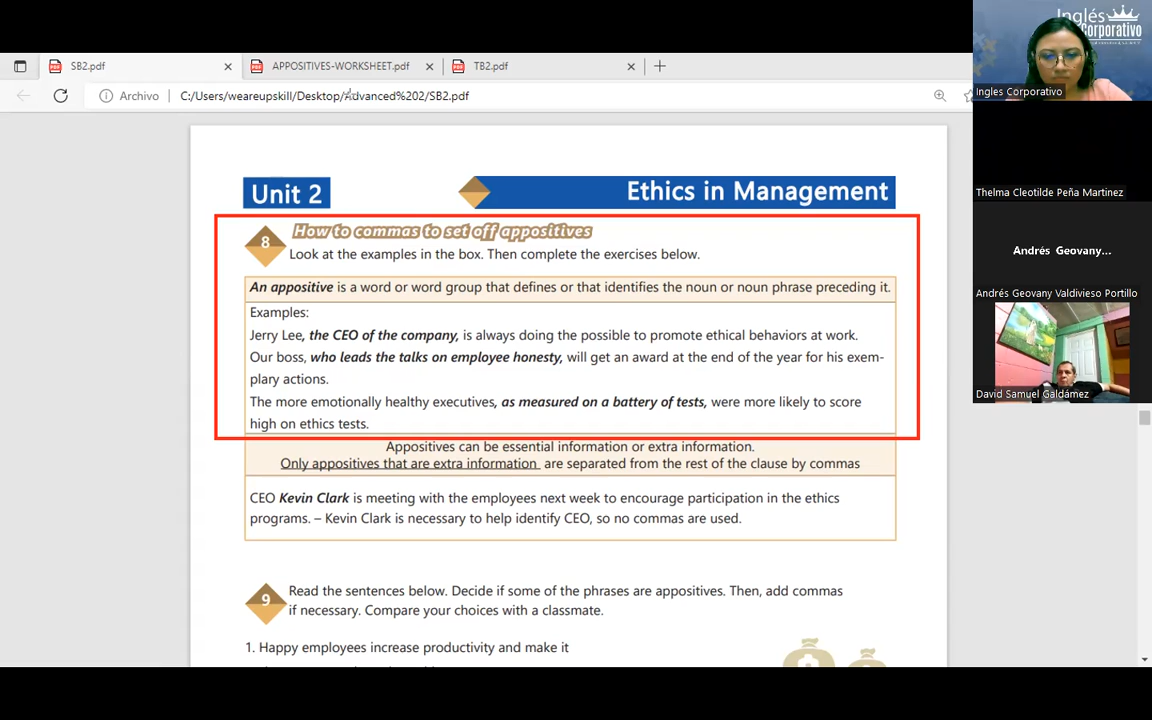 SB2.pdf
APPOSITIVES-WORKSHEET.pdf
TB2.pdf
Archivo
C:/Users/weareupskill/Desktop/Advanced%202/SB2.pdf
Inglés
Corporativo
Ingles Corporativo
Thelma Cleotilde Peña Martinez
Andrés Geovany...
Andrés Geovany Valdivieso Portillo
David Samuel Galdámez
Unit 2
Ethics in Management
8
How to commas to set off appositives
Look at the examples in the box. Then complete the exercises below.
An appositive is a word or word group that defines or that identifies the noun or noun phrase preceding it.
Examples:
Jerry Lee, the CEO of the company, is always doing the possible to promote ethical behaviors at work.
Our boss, who leads the talks on employee honesty, will get an award at the end of the year for his exem-
plary actions.
The more emotionally healthy executives, as measured on a battery of tests, were more likely to score
high on ethics tests.
Appositives can be essential information or extra information.
Only appositives that are extra information are separated from the rest of the clause by commas
CEO Kevin Clark is meeting with the employees next week to encourage participation in the ethics
programs. – Kevin Clark is necessary to help identify CEO, so no commas are used.
9
Read the sentences below. Decide if some of the phrases are appositives. Then, add commas
if necessary. Compare your choices with a classmate.
1. Happy employees increase productivity and make it